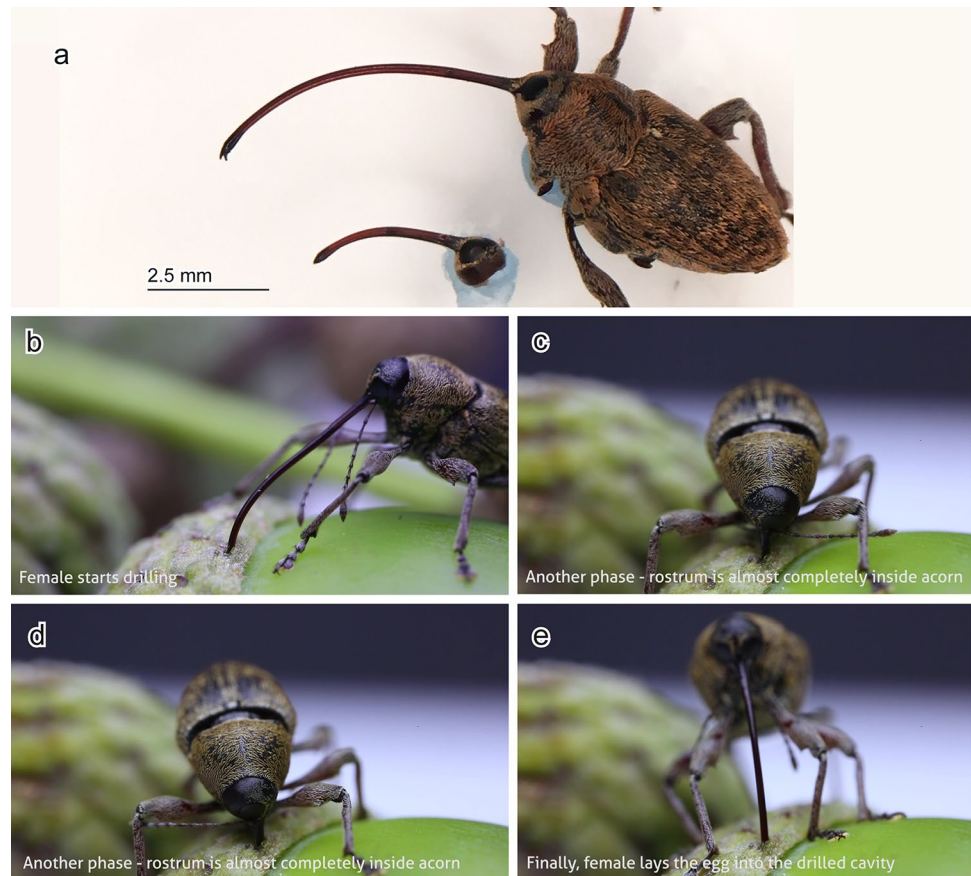 a
2.5 mm
b
Female starts drilling
c
Another phase - rostrum is almost completely inside acorn
d
Another phase - rostrum is almost completely inside acorn
e
Finally, female lays the egg into the drilled cavity